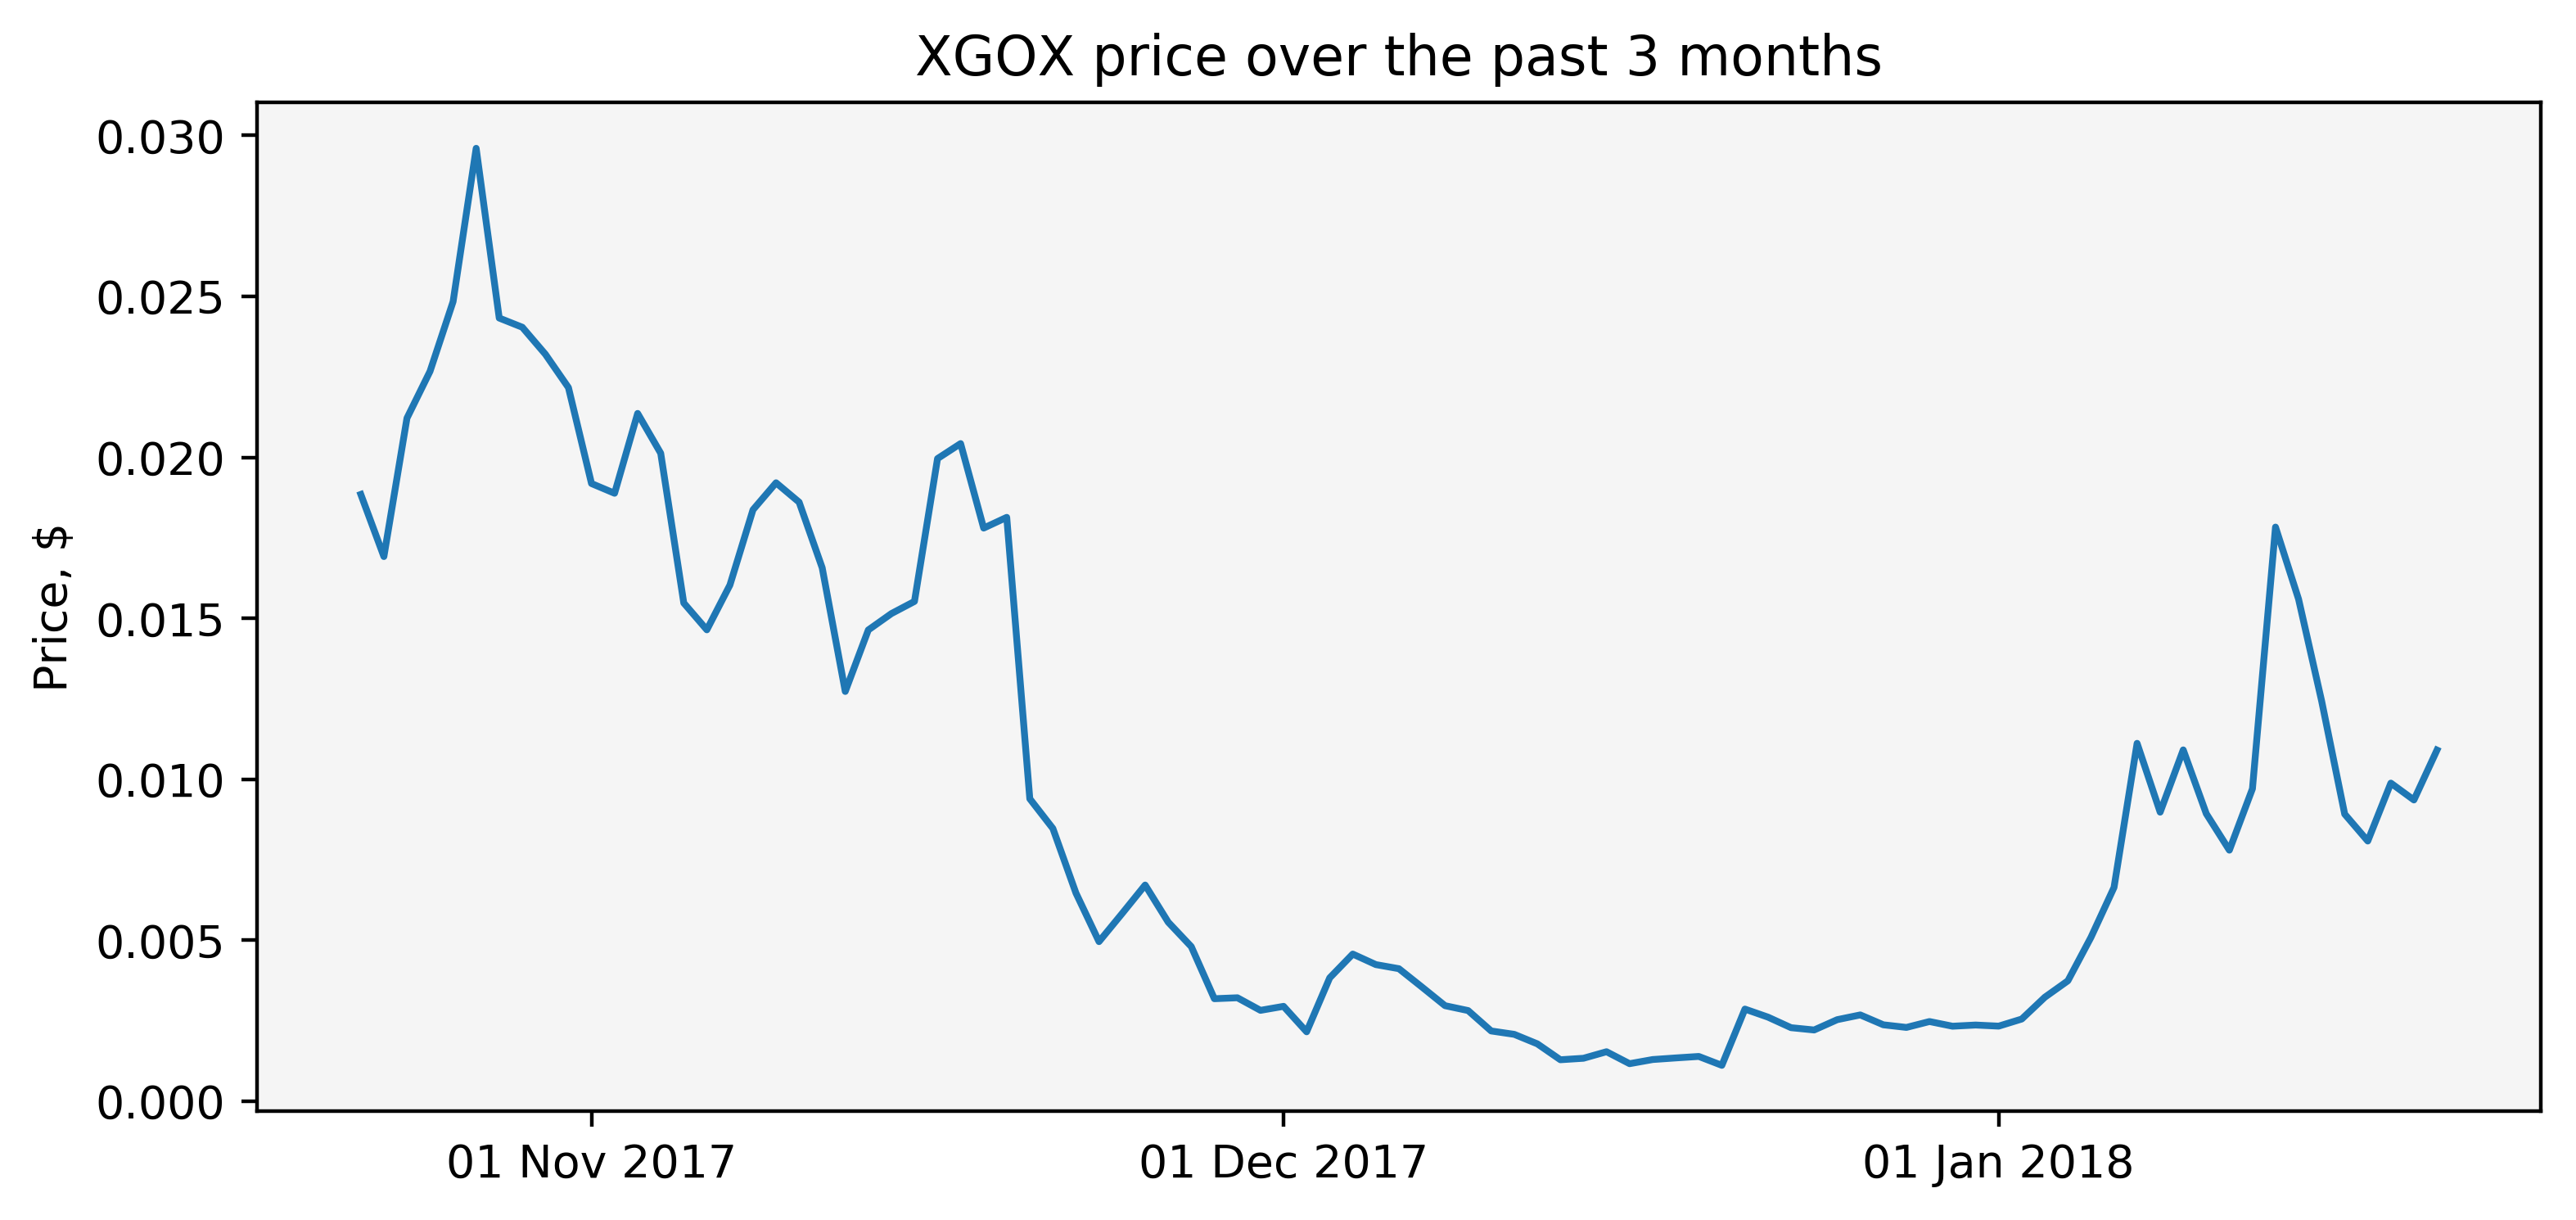 XGOX price over the past 3 months
Price, $
0.030
0.025
0.020
0.015
0.010
0.005
0.000
01 Nov 2017
01 Dec 2017
01 Jan 2018